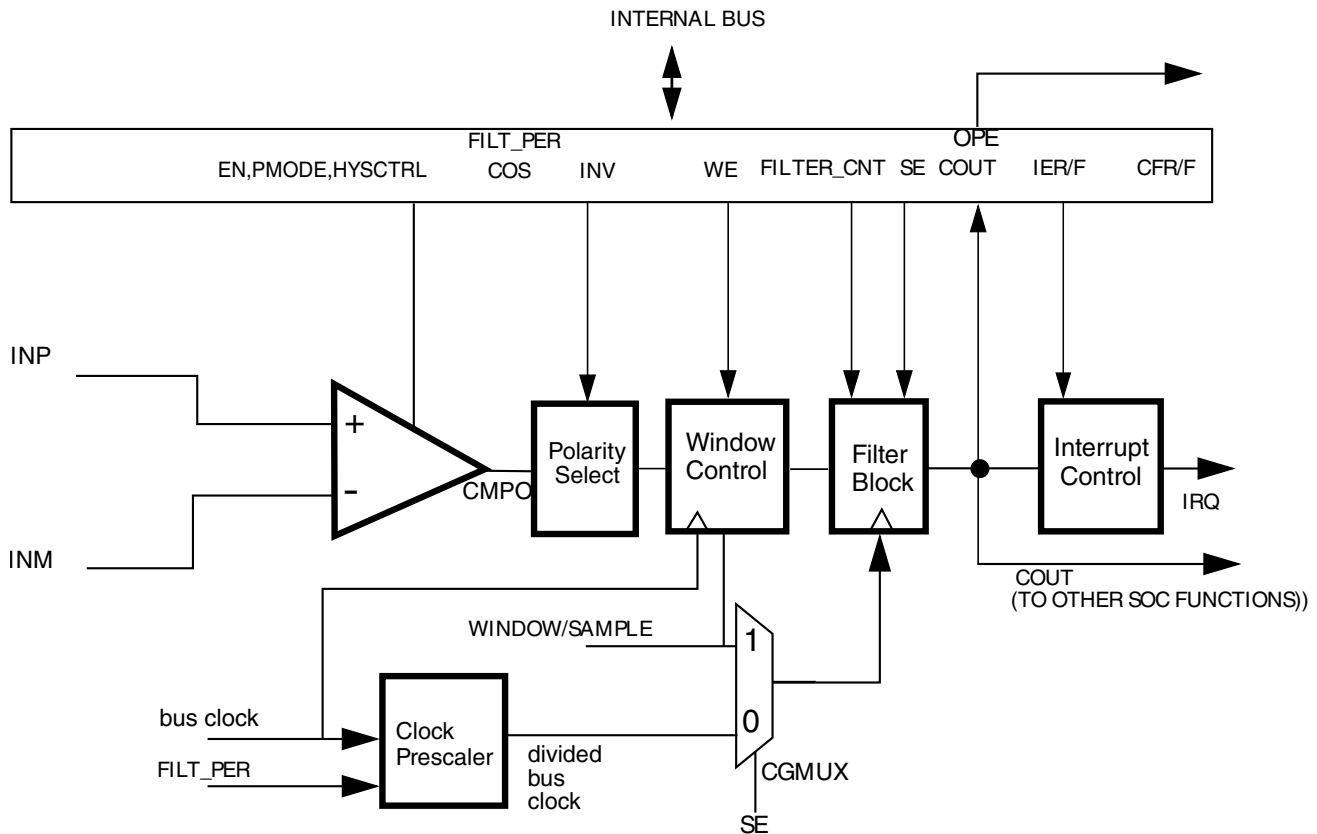 INTERNAL BUS
FILT_PER
OPE
EN,PMODE,HYSCTRL
COS
INV
WE
FILTER_CNT
SE
COUT
IER/F
CFR/F
INP
+
-
INM
CMPO
Polarity
Select
Window
Control
Filter
Block
Interrupt
Control
IRQ
COUT
(TO OTHER SOC FUNCTIONS))
WINDOW/SAMPLE
1
0
bus clock
FILT_PER
Clock
Prescaler
divided
bus
clock
CGMUX
SE